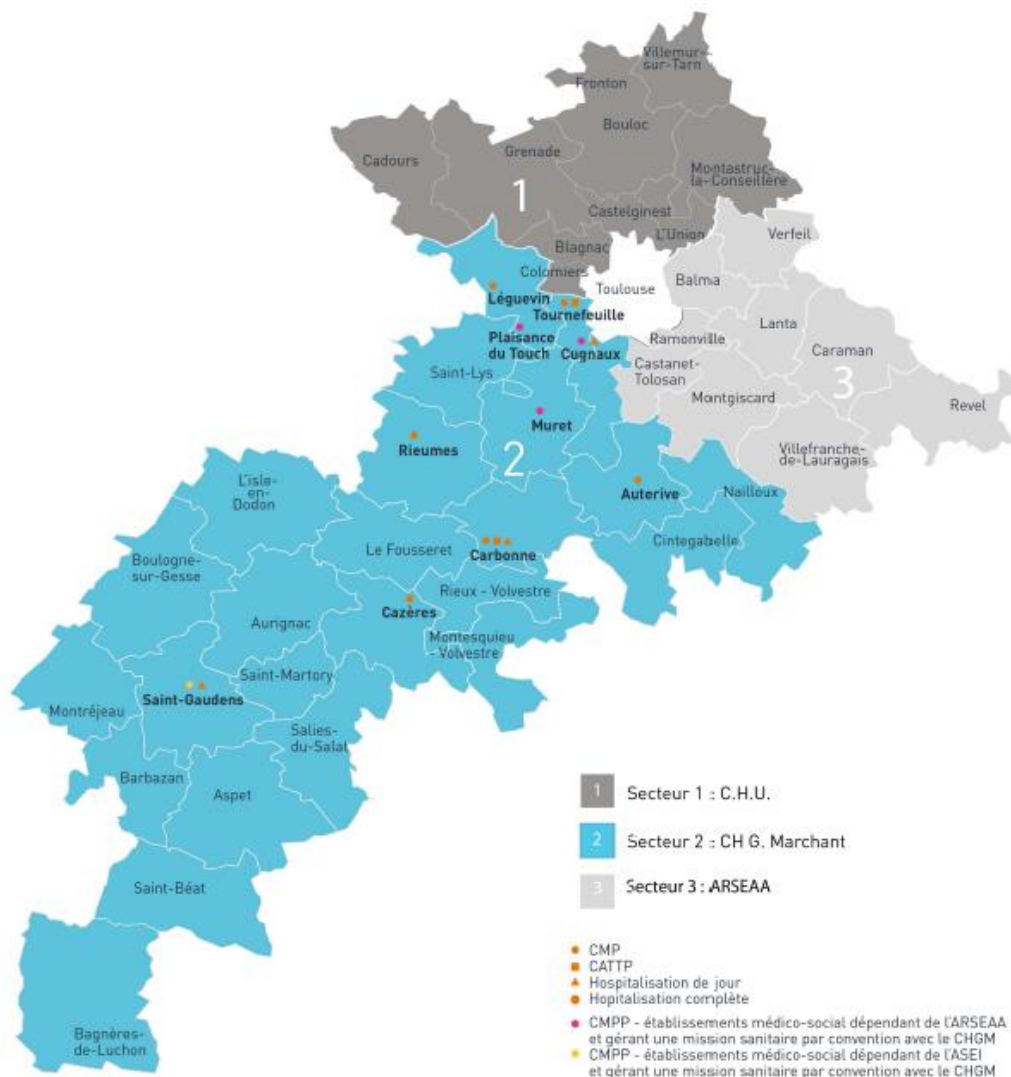 Villemur-
sur-Tarn
Fronton
Bouloc
Grenade
Cadours
Montastruc-
la-Conseillère
1
Castelginest
L'Union
Verfeil
Blagnac
Colomiers
Toulouse
Balma
Léguevin
Tournefeuille
Lanta
Plaisance
du Touch
Cugnaux
Ramonville
Caraman
Saint-Lys
Castanet-
Tolosan
3
Montgiscard
Revel
Muret
Rieumes
2
Villefranche-
de-Lauragais
L'isle-
en-
Dodon
Auterive
Nailloux
Boulogne-
sur-Gesse
Le Fousseret
Carbonne
Cintegabelle
Rieux - Volvestre
Cazères
Aurignac
Montesquieu
- Volvestre
Saint-Martory
Saint-Gaudens
Montréjeau
Salies-
du-Salat
Barbazan
Aspet
Saint-Béat
Bagnères-
de-Luchon
1 Secteur 1 : C.H.U.
2 Secteur 2 : CH G. Marchant
3 Secteur 3 : ARSEAA
CMP
CATTP
Hospitalisation de jour
Hopitalisation complète
CMPP - établissements médico-social dépendant de l'ARSEAA
et gérant une mission sanitaire par convention avec le CHGM
CMPP - établissements médico-social dépendant de l'ASEI
et gérant une mission sanitaire par convention avec le CHGM